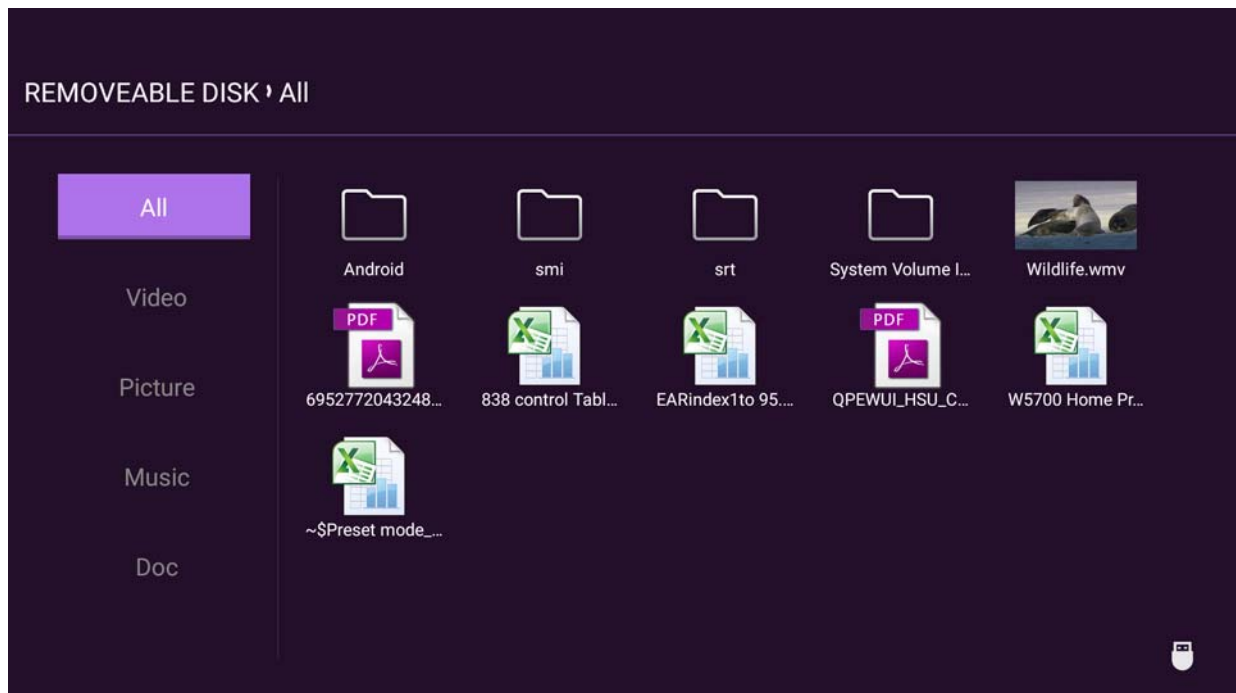 REMOVEABLE DISK › All
All
Video
Picture
Music
Doc
Android
smi
srt
System Volume I...
Wildlife.wmv
PDF
PDF
6952772043248...
838 control Tabl...
EARindex1to 95....
QPEWUI_HSU_C...
W5700 Home Pr...
~$Preset mode_...